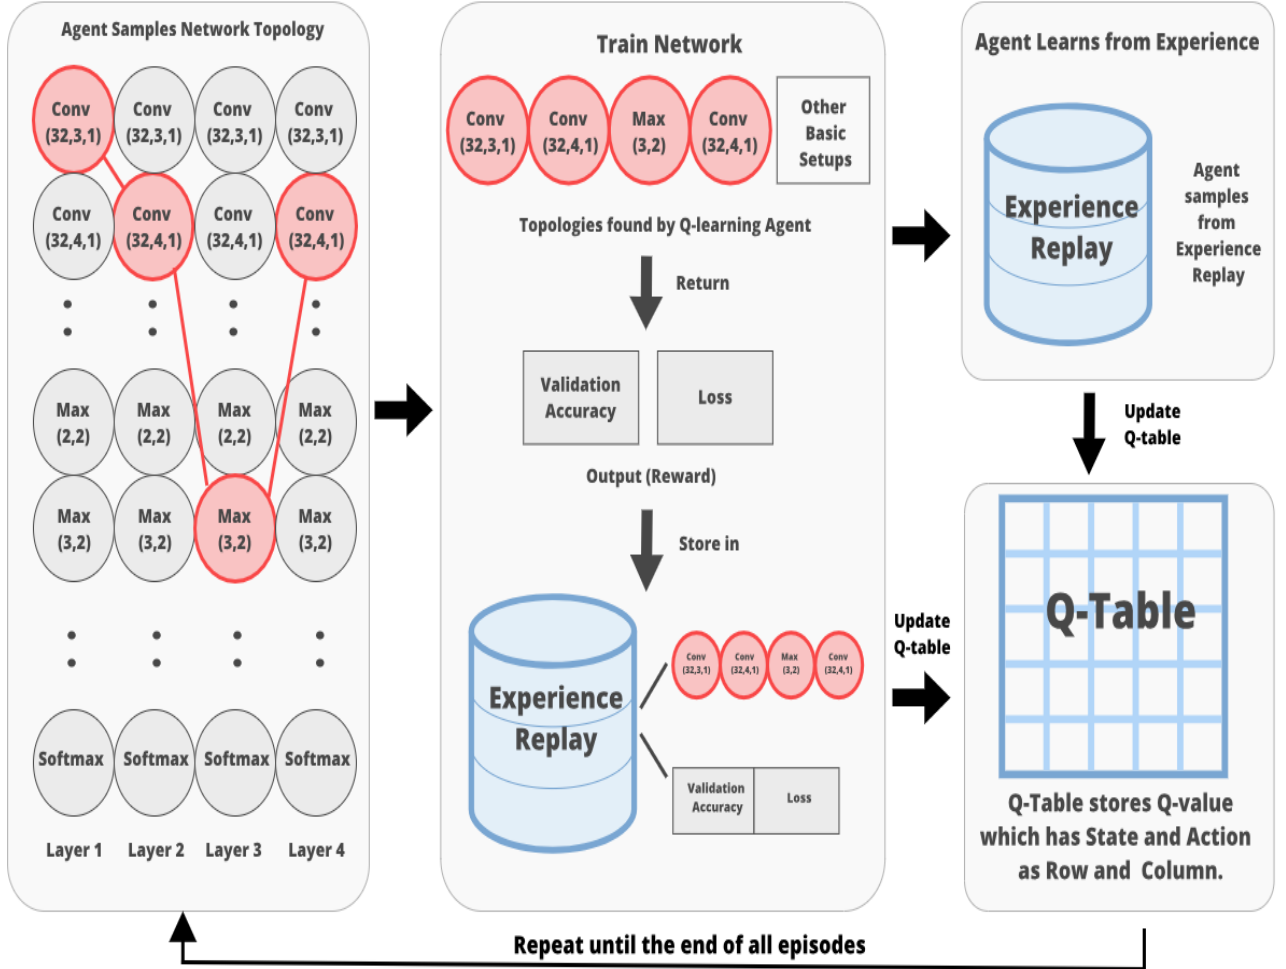 Agent Samples Network Topology
Conv
(32,3,1)
Conv
(32,3,1)
Conv
(32,3,1)
Conv
(32,3,1)
Conv
(32,4,1)
Conv
(32,4,1)
Conv
(32,4,1)
Conv
(32,4,1)
Max
(2,2)
Max
(2,2)
Max
(2,2)
Max
(2,2)
Max
(3,2)
Max
(3,2)
Max
(3,2)
Max
(3,2)
Softmax
Softmax
Softmax
Softmax
Layer 1
Layer 2
Layer 3
Layer 4
Train Network
Conv
(32,3,1)
Conv
(32,4,1)
Max
(3,2)
Conv
(32,4,1)
Other
Basic
Setups
Topologies found by Q-learning Agent
Return
Validation
Accuracy
Loss
Output (Reward)
Store in
Experience
Replay
Conv
(32,3,1)
Conv
(32,4,1)
Max
(3,2)
Conv
(32,4,1)
Validation
Accuracy
Loss
Agent Learns from Experience
Experience
Replay
Agent
samples
from
Experience
Replay
Update
Q-table
Update
Q-table
Q-Table
Q-Table stores Q-value
which has State and Action
as Row and Column.
Repeat until the end of all episodes